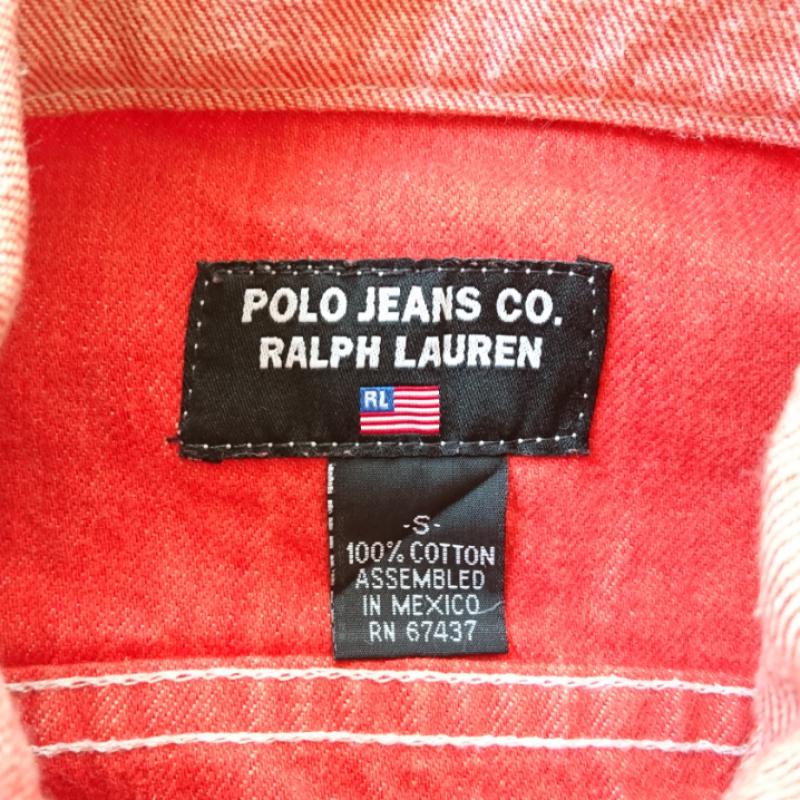 POLO JEANS CO.
RALPH LAUREN
RL
-S-
100% COTTON
ASSEMBLED
IN MEXICO
RN 67437